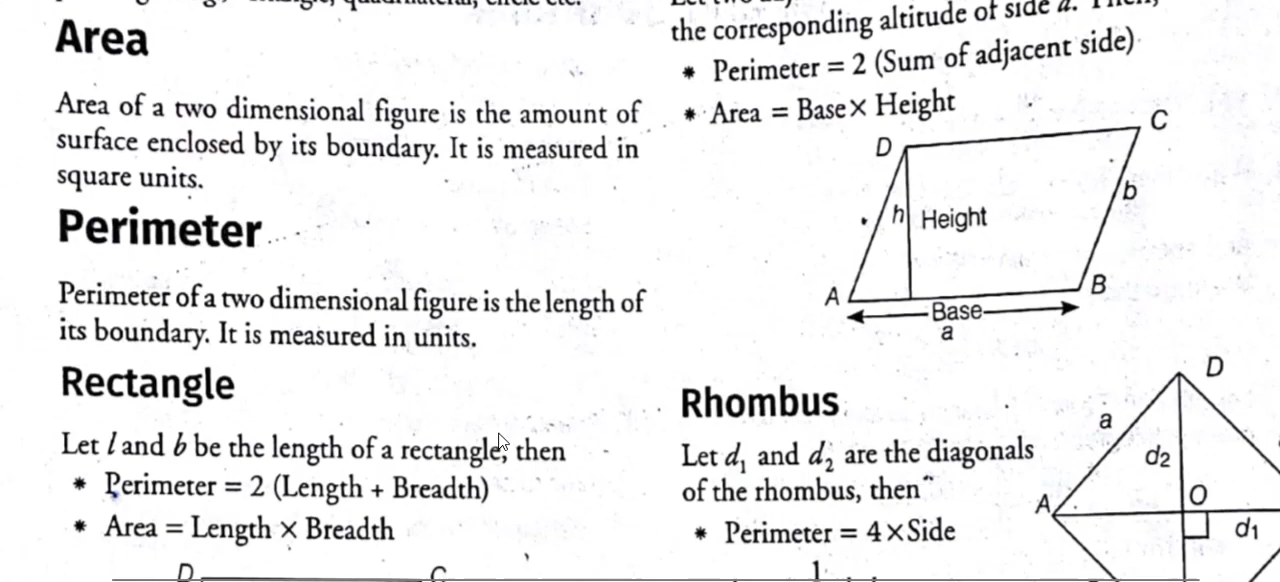 Area
Area of a two dimensional figure is the amount of
surface enclosed by its boundary. It is measured in
square units.
Perimeter
Perimeter of a two dimensional figure is the length of
its boundary. It is measured in units.
Rectangle
Let l and b be the length of a rectangle, then
* Perimeter = 2 (Length + Breadth)
* Area = Length × Breadth
D C
the corresponding altitude of side a. Then,
* Perimeter = 2 (Sum of adjacent side)
* Area = Base× Height
D C
h Height b
A B
Base
a
Rhombus
Let d₁ and d₂ are the diagonals
of the rhombus, then
* Perimeter = 4×Side
D
a
d2
A O
d1